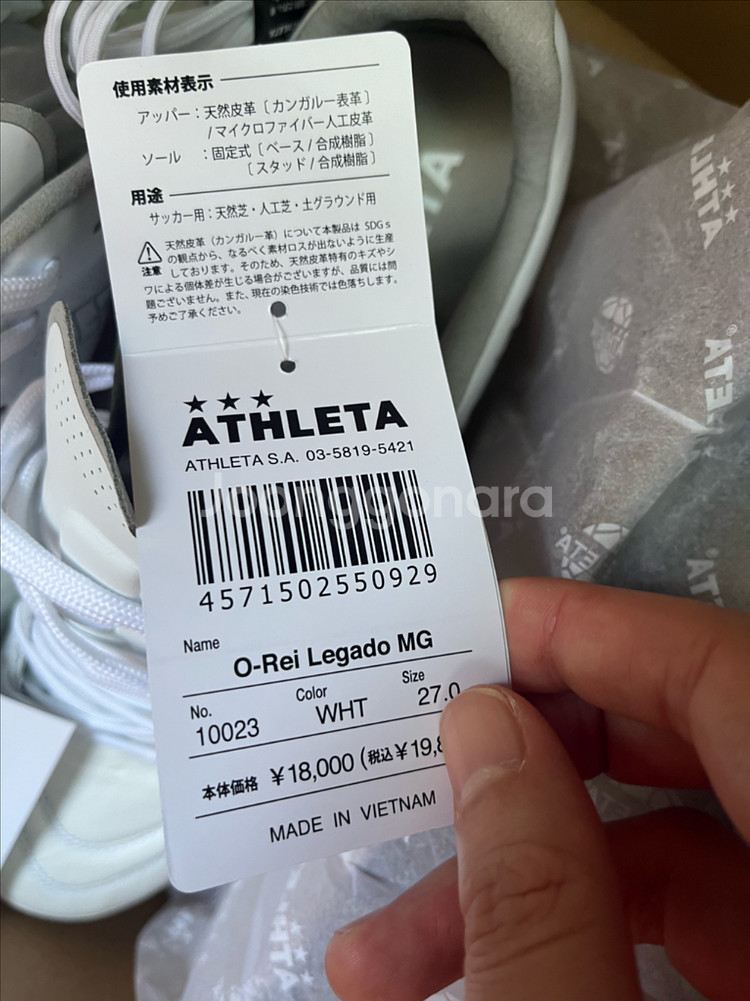 使用素材表示
アッパー：天然皮革〔カンガルー表革〕
/マイクロファイバー人工皮革
ソール ：固定式〔ベース/合成樹脂〕
〔スタッド/合成樹脂〕
用途
サッカー用：天然芝・人工芝・土グラウンド用
天然皮革（カンガルー革）について本製品は SDGs
の観点から、なるべく素材ロスが出ないように生産
注意 しております。そのため、天然皮革特有のキズやシ
ワによる個体差が生じる場合がございますが、品質には問
題ございません。また、現在の染色技術では色落ちします。
予めご了承ください。
ATHLETA
ATHLETA S.A. 03-5819-5421
Joonggonara
4571502550929
Name
O-Rei Legado MG
No. Color Size
10023 WHT 27.0
本体価格 ¥18,000 (税込¥19,8
MADE IN VIETNAM
ATHLETA